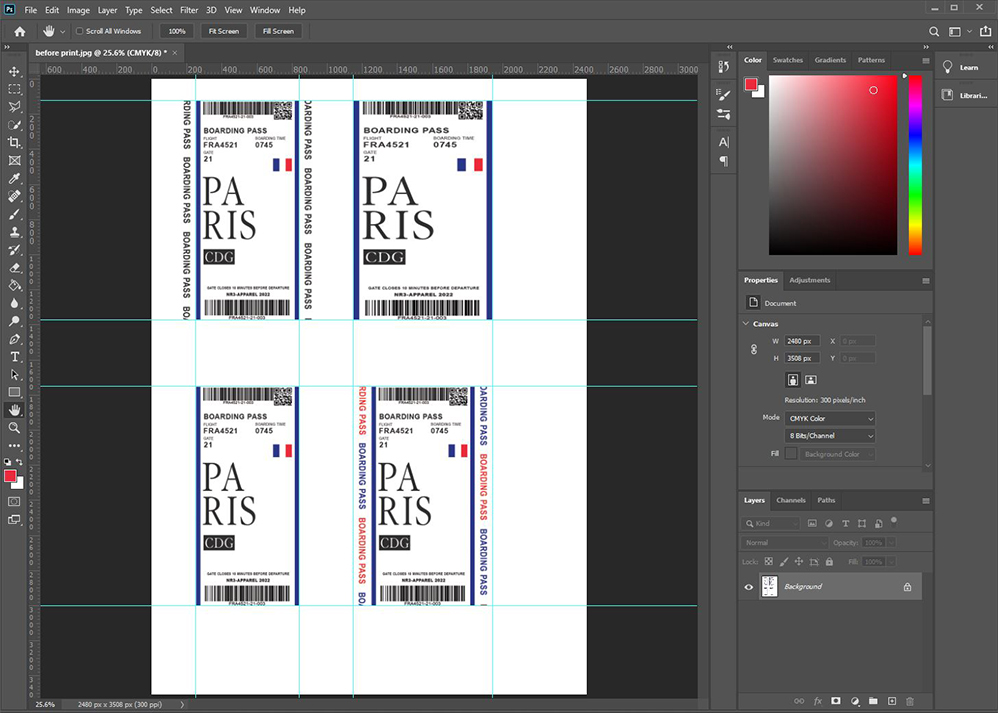 Ps File Edit Image Layer Type Select Filter 3D View Window Help
Scroll All Windows 100% Fit Screen Fill Screen
before print.jpg @ 25.6% (CMYK/8) * ×
600 400 200 0 200 400 600 800 1000 1200 1400 1600 1800 2000 2200 2400 2600 2800 3000
FRA4521-21-003
BOARDING PASS
FLIGHT BOARDING TIME
FRA4521 0745
GATE
21
PA
RIS
CDG
GATE CLOSES 10 MINUTES BEFORE DEPARTURE
NR3-APPAREL 2022
FRA4521-21-003
BOARDING PASS BOARDING PASS BO
BOARDING PASS BOARDING PASS
FRA4521-21-003
BOARDING PASS
FLIGHT BOARDING TIME
FRA4521 0745
GATE
21
PA
RIS
CDG
GATE CLOSES 10 MINUTES BEFORE DEPARTURE
NR3-APPAREL 2022
FRA4521-21-003
FRA4521-21-003
BOARDING PASS
FLIGHT BOARDING TIME
FRA4521 0745
GATE
21
PA
RIS
CDG
GATE CLOSES 10 MINUTES BEFORE DEPARTURE
NR3-APPAREL 2022
FRA4521-21-003
RDING PASS BOARDING PASS BOARDING PASS BO
FRA4521-21-003
BOARDING PASS
FLIGHT BOARDING TIME
FRA4521 0745
GATE
21
PA
RIS
CDG
GATE CLOSES 10 MINUTES BEFORE DEPARTURE
NR3-APPAREL 2022
FRA4521-21-003
BOARDING PASS BOARDING PASS BOARDING PASS
25.6% 2480 px x 3508 px (300 ppi)
Color Swatches Gradients Patterns
Learn
Librari...
Properties Adjustments
Document
Canvas
W 2480 px X 0 px
H 3508 px Y 0 px
Resolution: 300 pixels/inch
Mode CMYK Color
8 Bits/Channel
Fill Background Color
Layers Channels Paths
Kind
Normal Opacity: 100%
Lock: Fill: 100%
Background
fx